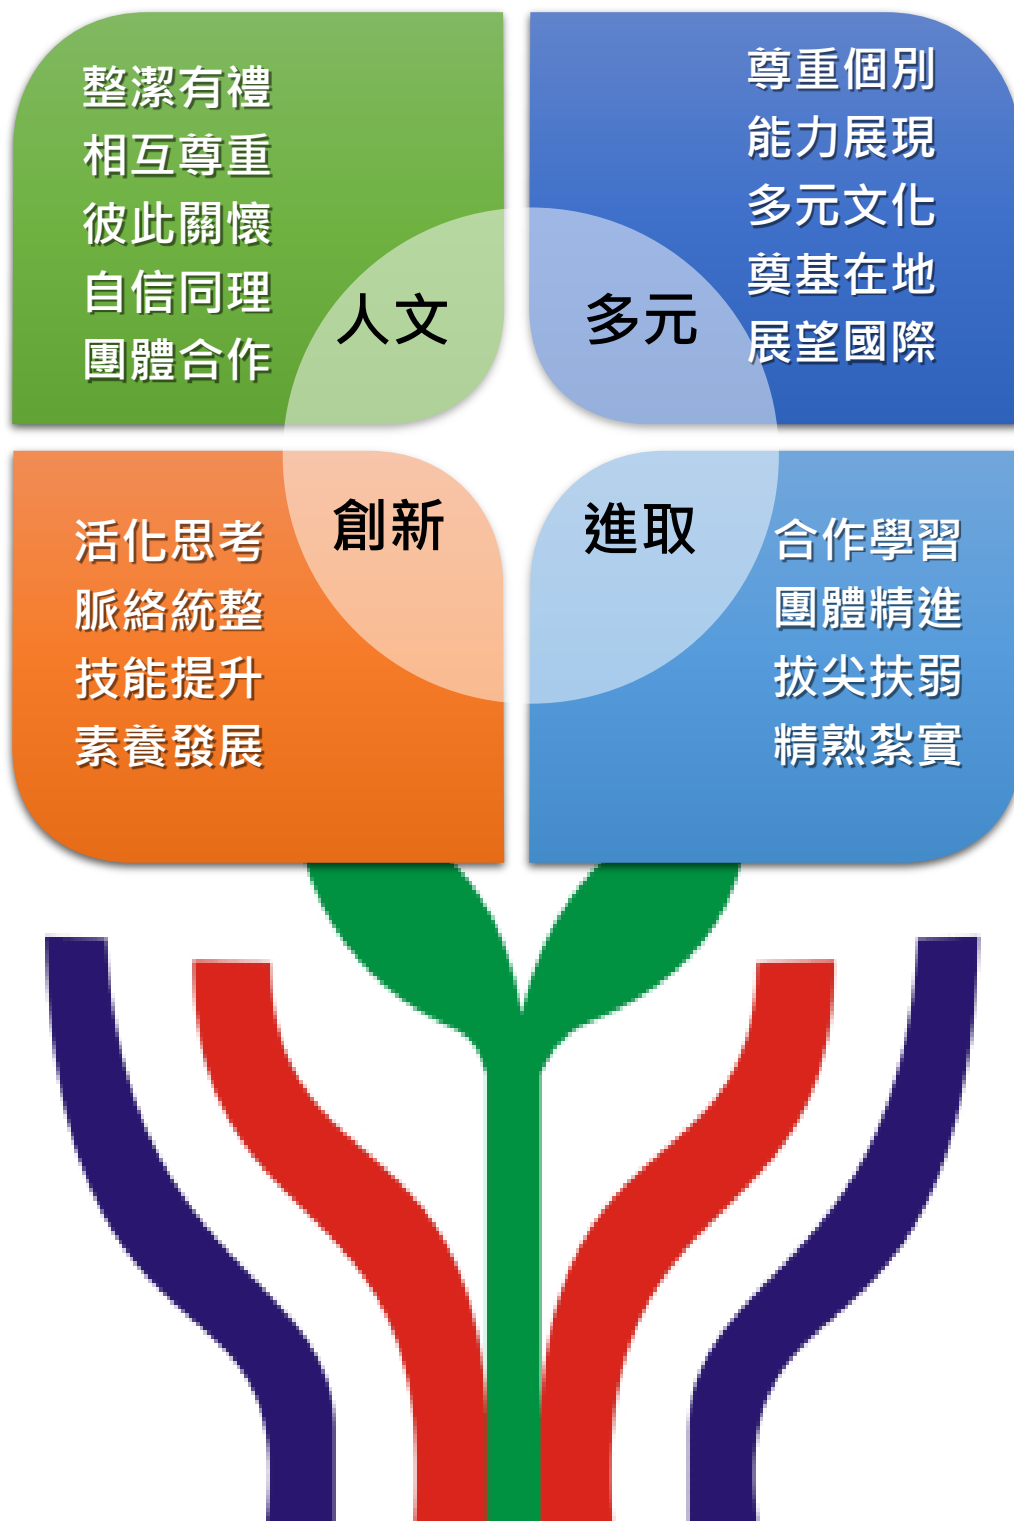 整潔有禮
相互尊重
彼此關懷
自信同理
團體合作
人文
尊重個別
能力展現
多元文化
奠基在地
展望國際
多元
活化思考
脈絡統整
技能提升
素養發展
創新
合作學習
團體精進
拔尖扶弱
精熟紮實
進取